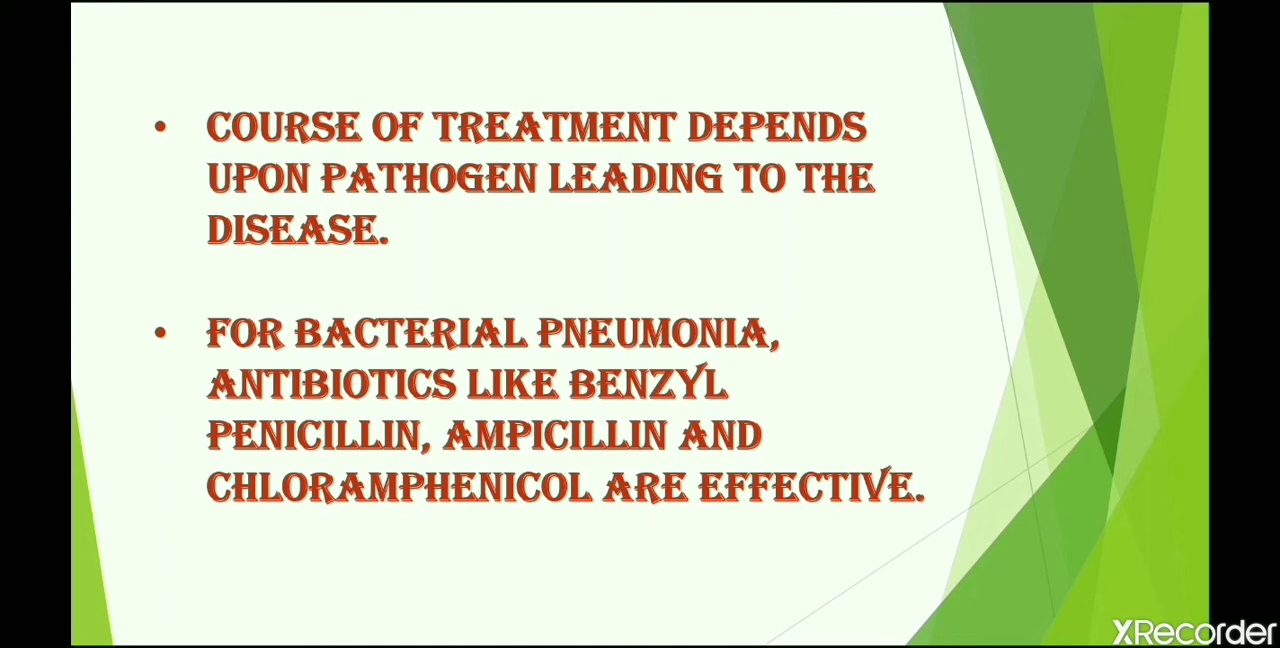 • COURSE OF TREATMENT DEPENDS
UPON PATHOGEN LEADING TO THE
DISEASE.
• FOR BACTERIAL PNEUMONIA,
ANTIBIOTICS LIKE BENZYL
PENICILLIN, AMPICILLIN AND
CHLORAMPHENICOL ARE EFFECTIVE.
XRecorder